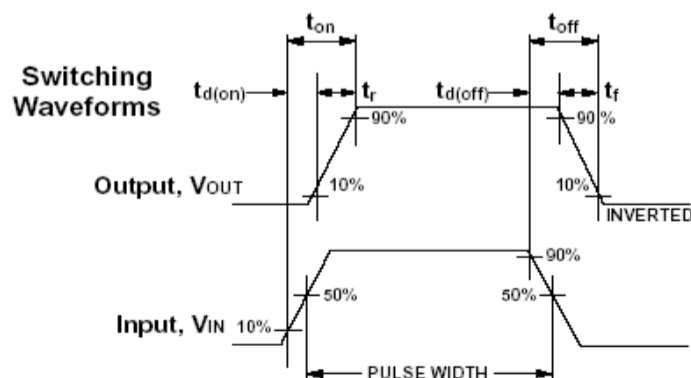 ton
toff
Switching
Waveforms
td(on)
tr
td(off)
tf
90%
90%
Output, VOUT
10%
10%
INVERTED
90%
50%
50%
Input, VIN
10%
PULSE WIDTH